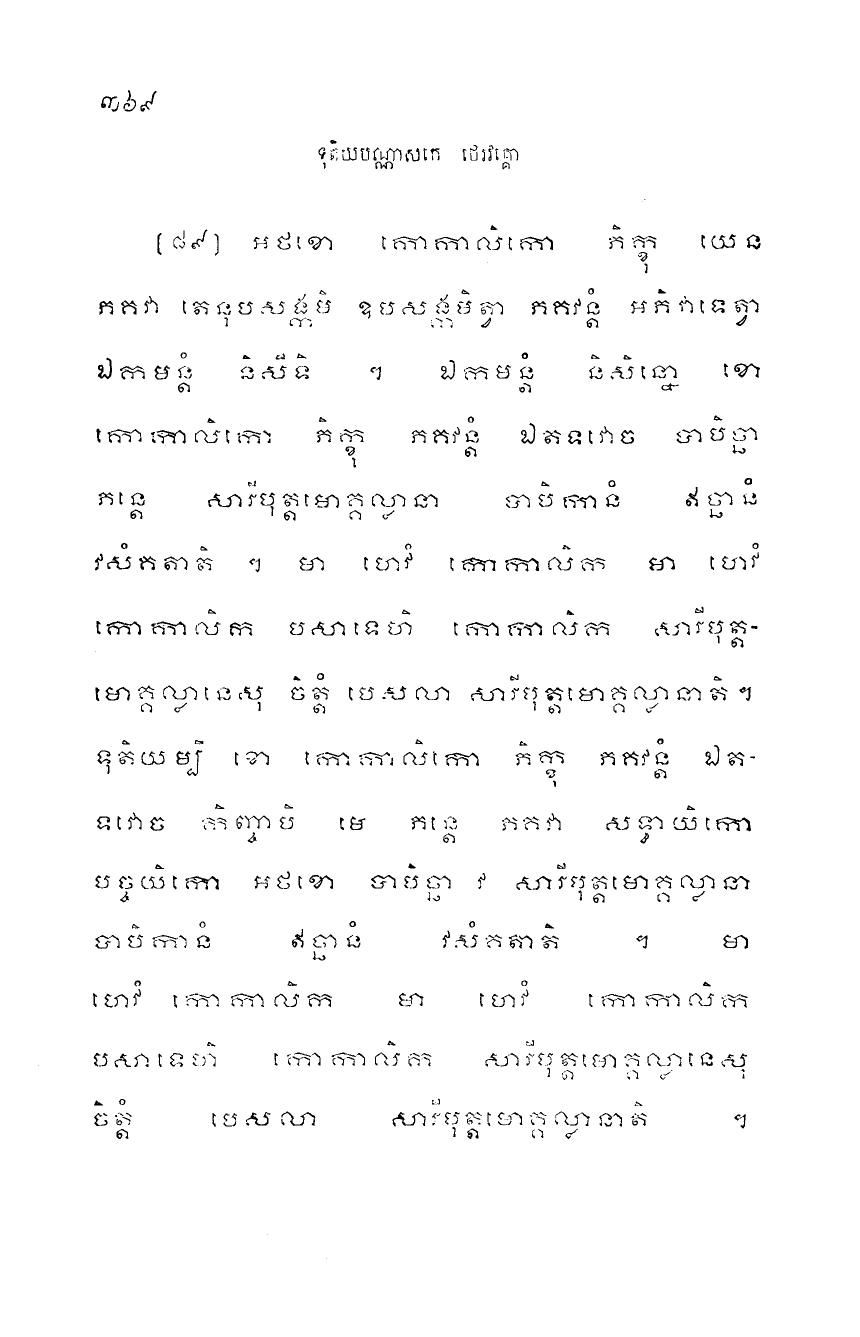 ៣៦៩
ទុតិយបណ្ណាសកេ ថេរវគ្គោ
[៨៩] អថខោ កោកាលិកោ ភិក្ខុ យេន
ភគវា តេនុបសង្កមិ ឧបសង្កមិត្វា ភគវន្តំ អភិវាទេត្វា
ឯកមន្តំ និសីទិ ។ ឯកមន្តំ និសិន្នោ ខោ
កោកាលិកោ ភិក្ខុ ភគវន្តំ ឯតទវោច បាបិច្ឆា
ភន្តេ សារីបុត្តមោគ្គល្លានា បាបិកានំ ឥច្ឆានំ
វសំគតាតិ ។ មា ហេវំ កោកាលិក មា ហេវំ
កោកាលិក បសាទេហិ កោកាលិក សារីបុត្ត-
មោគ្គល្លានេសុ ចិត្តំ បេសលា សារីបុត្តមោគ្គល្លានាតិ។
ទុតិយម្បិ ខោ កោកាលិកោ ភិក្ខុ ភគវន្តំ ឯត-
ទវោច កិញ្ចាបិ មេ ភន្តេ ភគវា សទ្ធាយិកោ
បច្ចយិកោ អថខោ បាបិច្ឆា វ សារីបុត្តមោគ្គល្លានា
បាបិកានំ ឥច្ឆានំ វសំគតាតិ ។ មា
ហេវំ កោកាលិក មា ហេវំ កោកាលិក
បសាទេហិ កោកាលិក សារីបុត្តមោគ្គល្លានេសុ
ចិត្តំ បេសលា សារីបុត្តមោគ្គល្លានាតិ ។